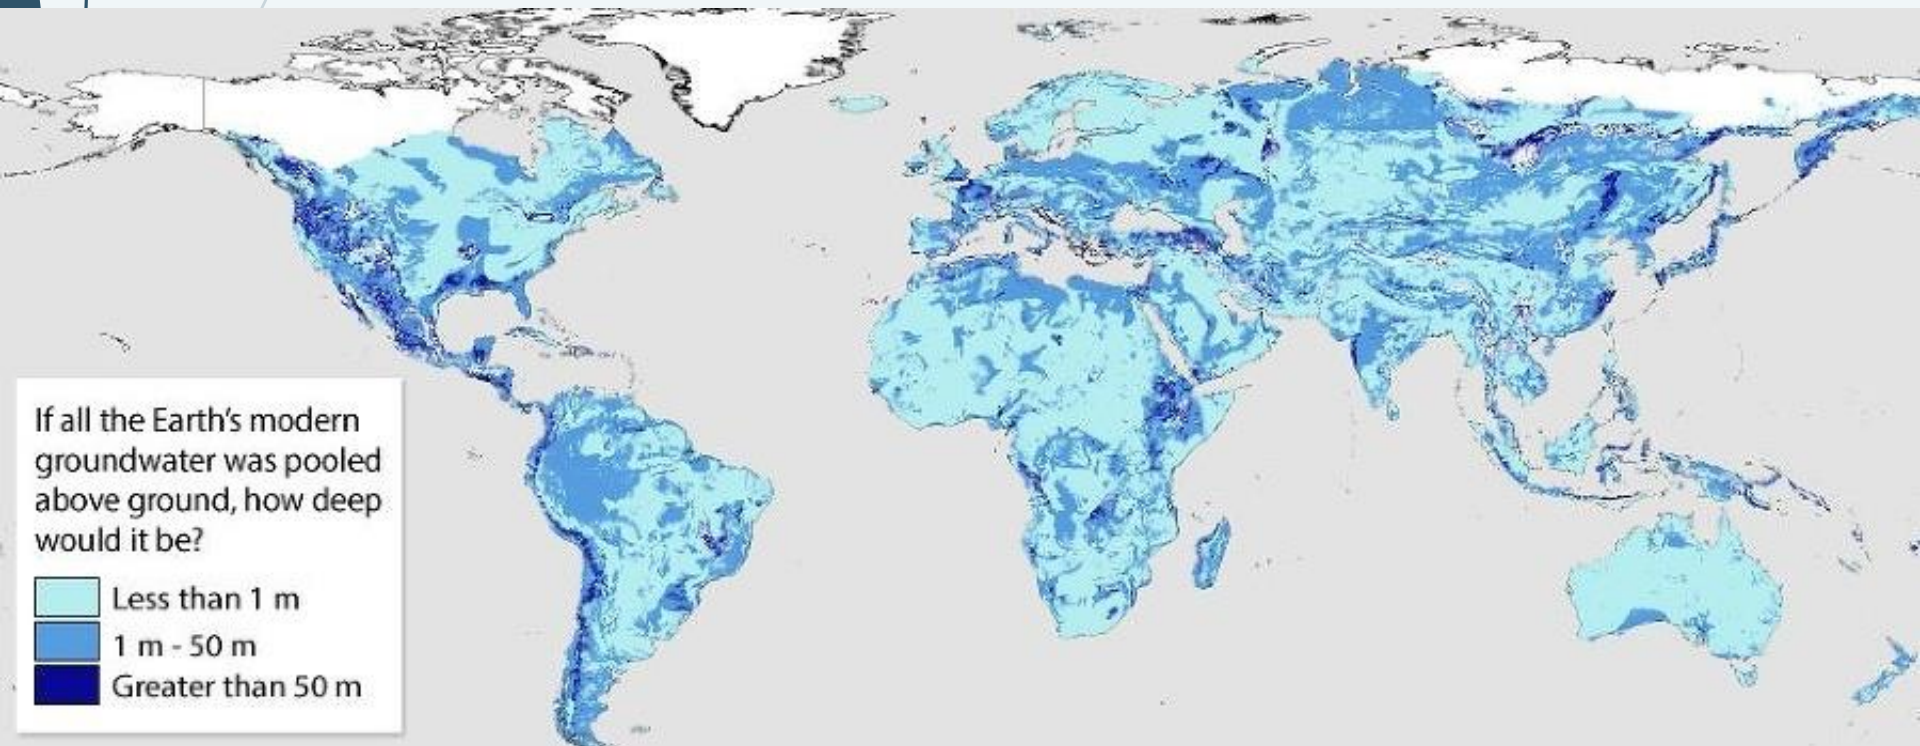 If all the Earth's modern
groundwater was pooled
above ground, how deep
would it be?
Less than 1 m
1 m - 50 m
Greater than 50 m